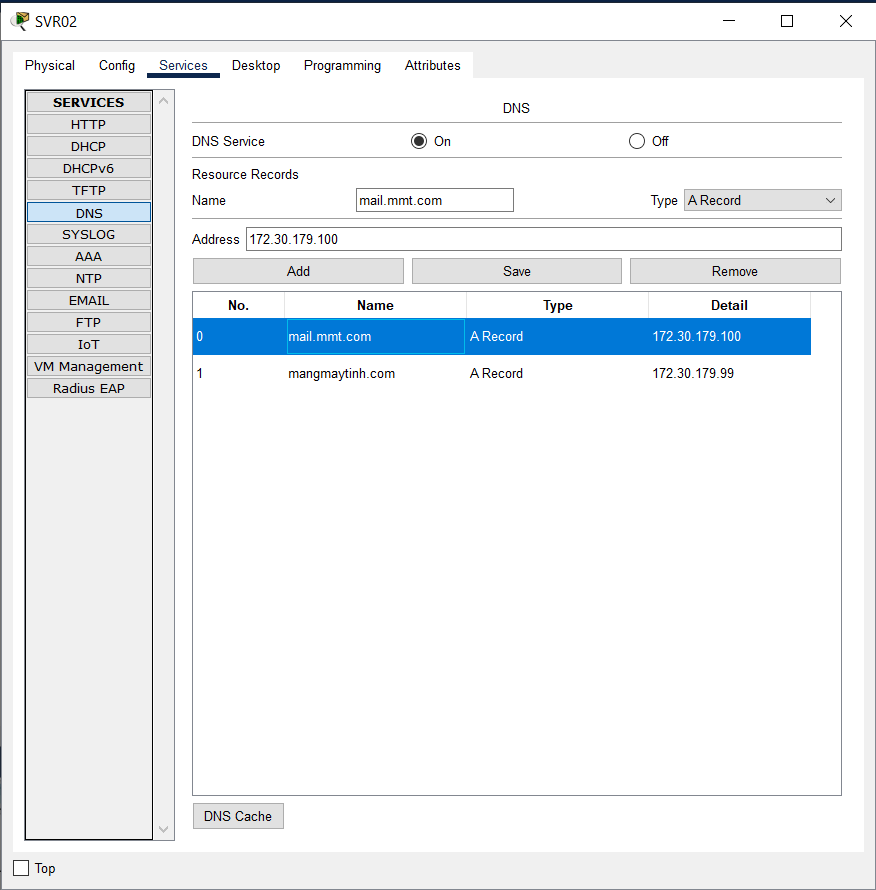 SVR02
Physical Config Services Desktop Programming Attributes
SERVICES
HTTP
DHCP
DHCPv6
TFTP
DNS
SYSLOG
AAA
NTP
EMAIL
FTP
IoT
VM Management
Radius EAP
DNS
DNS Service On Off
Resource Records
Name mail.mmt.com Type A Record
Address 172.30.179.100
Add Save Remove
No. Name Type Detail
0 mail.mmt.com A Record 172.30.179.100
1 mangmaytinh.com A Record 172.30.179.99
DNS Cache
Top